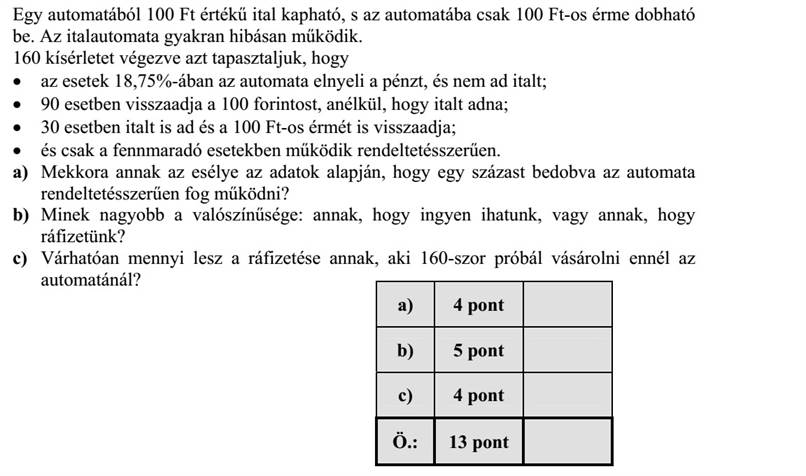 Egy automatából 100 Ft értékű ital kapható, s az automatába csak 100 Ft-os érme dobható
be. Az italautomata gyakran hibásan működik.
160 kísérletet végezve azt tapasztaljuk, hogy
• az esetek 18,75%-ában az automata elnyeli a pénzt, és nem ad italt;
• 90 esetben visszaadja a 100 forintost, anélkül, hogy italt adna;
• 30 esetben italt is ad és a 100 Ft-os érmét is visszaadja;
• és csak a fennmaradó esetekben működik rendeltetésszerűen.
a) Mekkora annak az esélye az adatok alapján, hogy egy százast bedobva az automata
rendeltetésszerűen fog működni?
b) Minek nagyobb a valószínűsége: annak, hogy ingyen ihatunk, vagy annak, hogy
ráfizetünk?
c) Várhatóan mennyi lesz a ráfizetése annak, aki 160-szor próbál vásárolni ennél az
automatánál?
a) 4 pont
b) 5 pont
c) 4 pont
Ö.: 13 pont